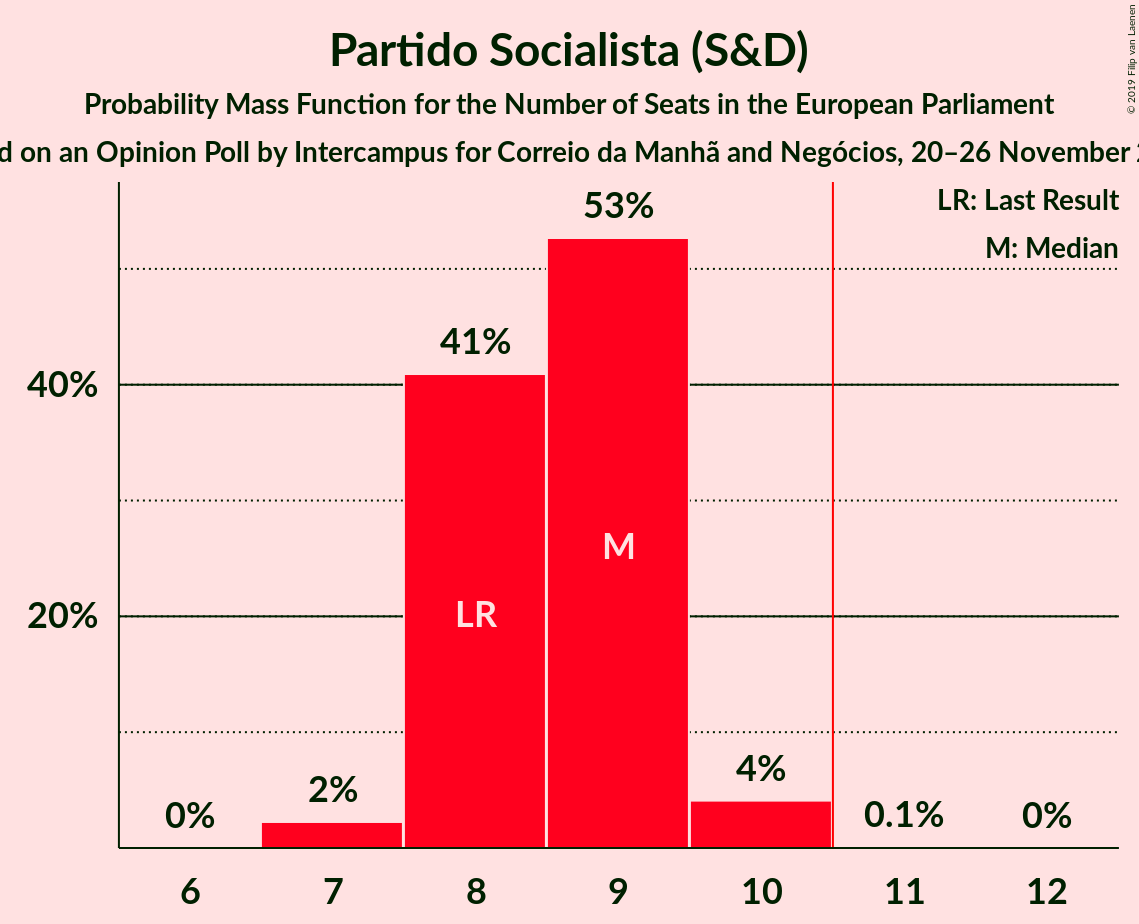 Partido Socialista (S&D)
Probability Mass Function for the Number of Seats in the European Parliament
on an Opinion Poll by Intercampus for Correio da Manhã and Negócios, 20–26 November
© 2019 Filip van Laenen
LR: Last Result
M: Median
53%
41%
40%
M
LR
20%
4%
2%
0%
0.1%
0%
6 7 8 9 10 11 12